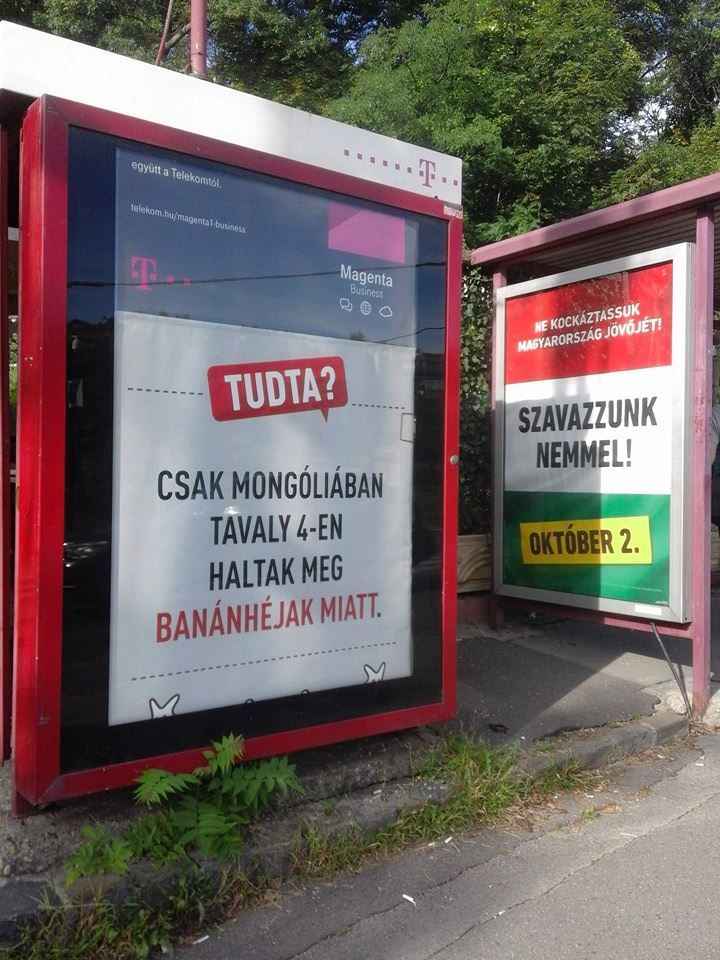 együtt a Telekomtól.
telekom.hu/magenta1-business
T
T
Magenta
Business
TUDTA?
CSAK MONGÓLIÁBAN
TAVALY 4-EN
HALTAK MEG
BANÁNHÉJAK MIATT.
NE KOCKÁZTASSUK
MAGYARORSZÁG JÖVŐJÉT!
SZAVAZZUNK
NEMMEL!
OKTÓBER 2.